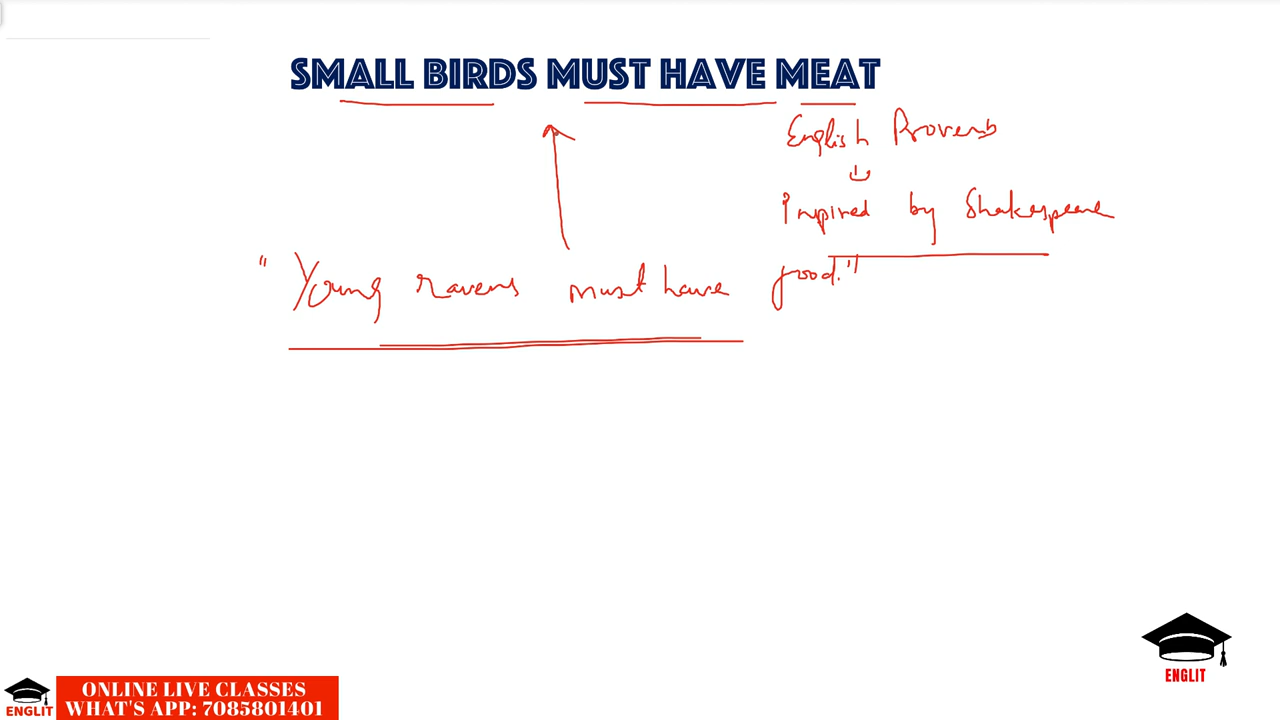 SMALL BIRDS MUST HAVE MEAT
English Proverb
Inspired by Shakespeare
"Young ravens must have food."
ENGLIT
ONLINE LIVE CLASSES
WHAT'S APP: 7085801401
ENGLIT